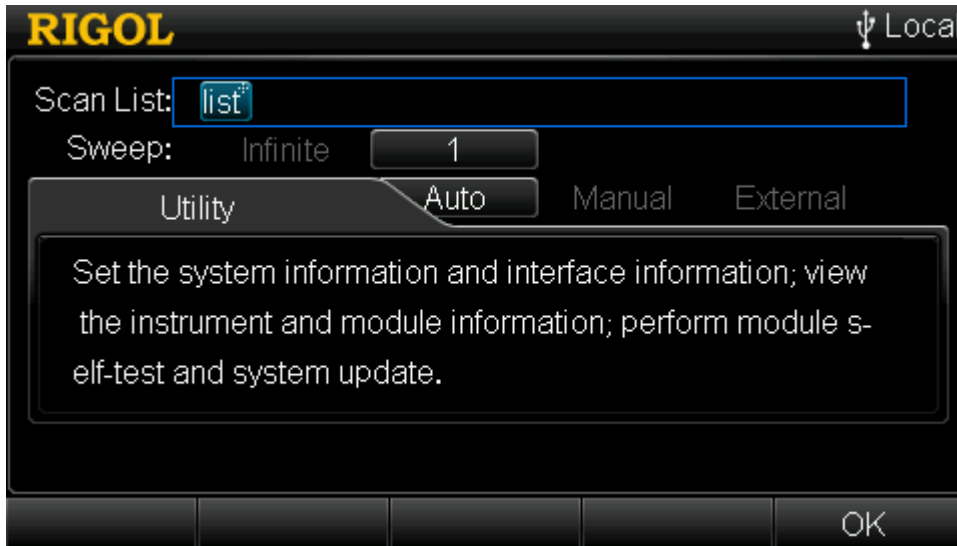 RIGOL Loca
Scan List: list
Sweep: Infinite 1
Utility Auto Manual External
Set the system information and interface information; view
the instrument and module information; perform module s-
elf-test and system update.
OK